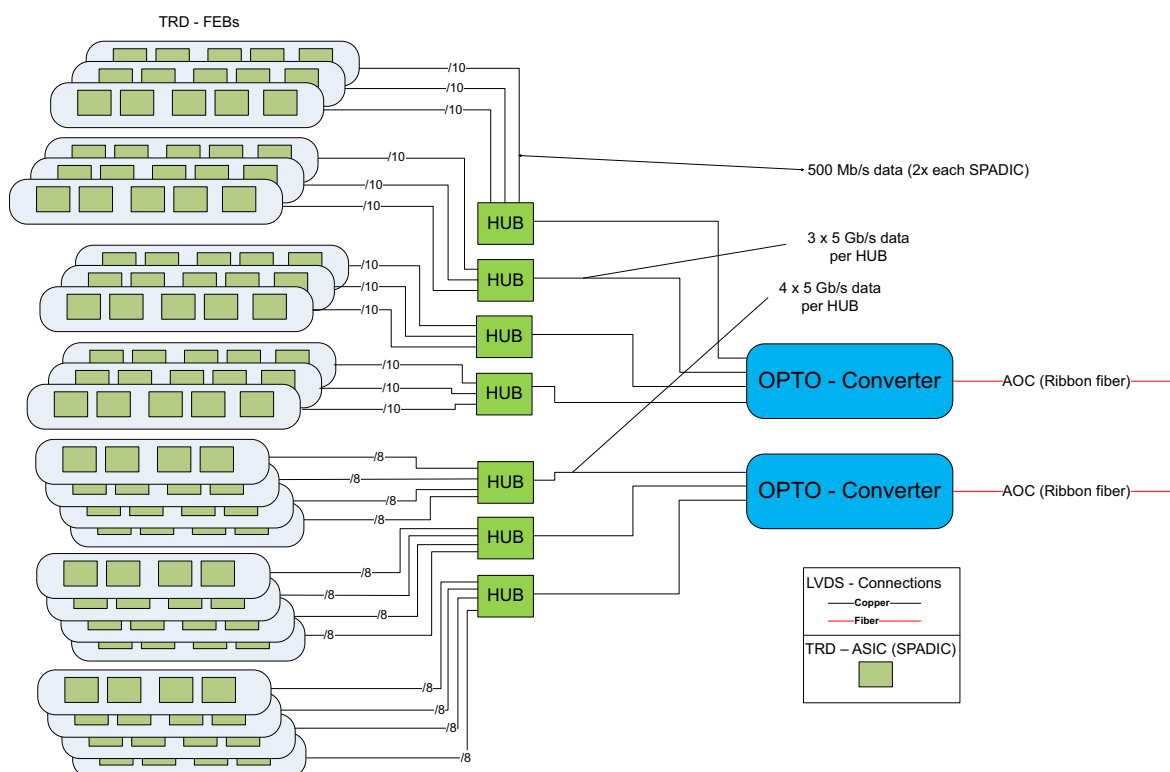 TRD - FEBs
/10
/10
/10
/10
/10
/10
500 Mb/s data (2x each SPADIC)
HUB
3 x 5 Gb/s data
per HUB
HUB
/10
/10
/10
4 x 5 Gb/s data
per HUB
HUB
/10
/10
/10
HUB
OPTO - Converter
AOC (Ribbon fiber)
/8
/8
/8
/8
HUB
OPTO - Converter
AOC (Ribbon fiber)
HUB
/8
/8
/8
/8
HUB
LVDS - Connections
Copper
Fiber
TRD – ASIC (SPADIC)
/8
/8
/8
/8